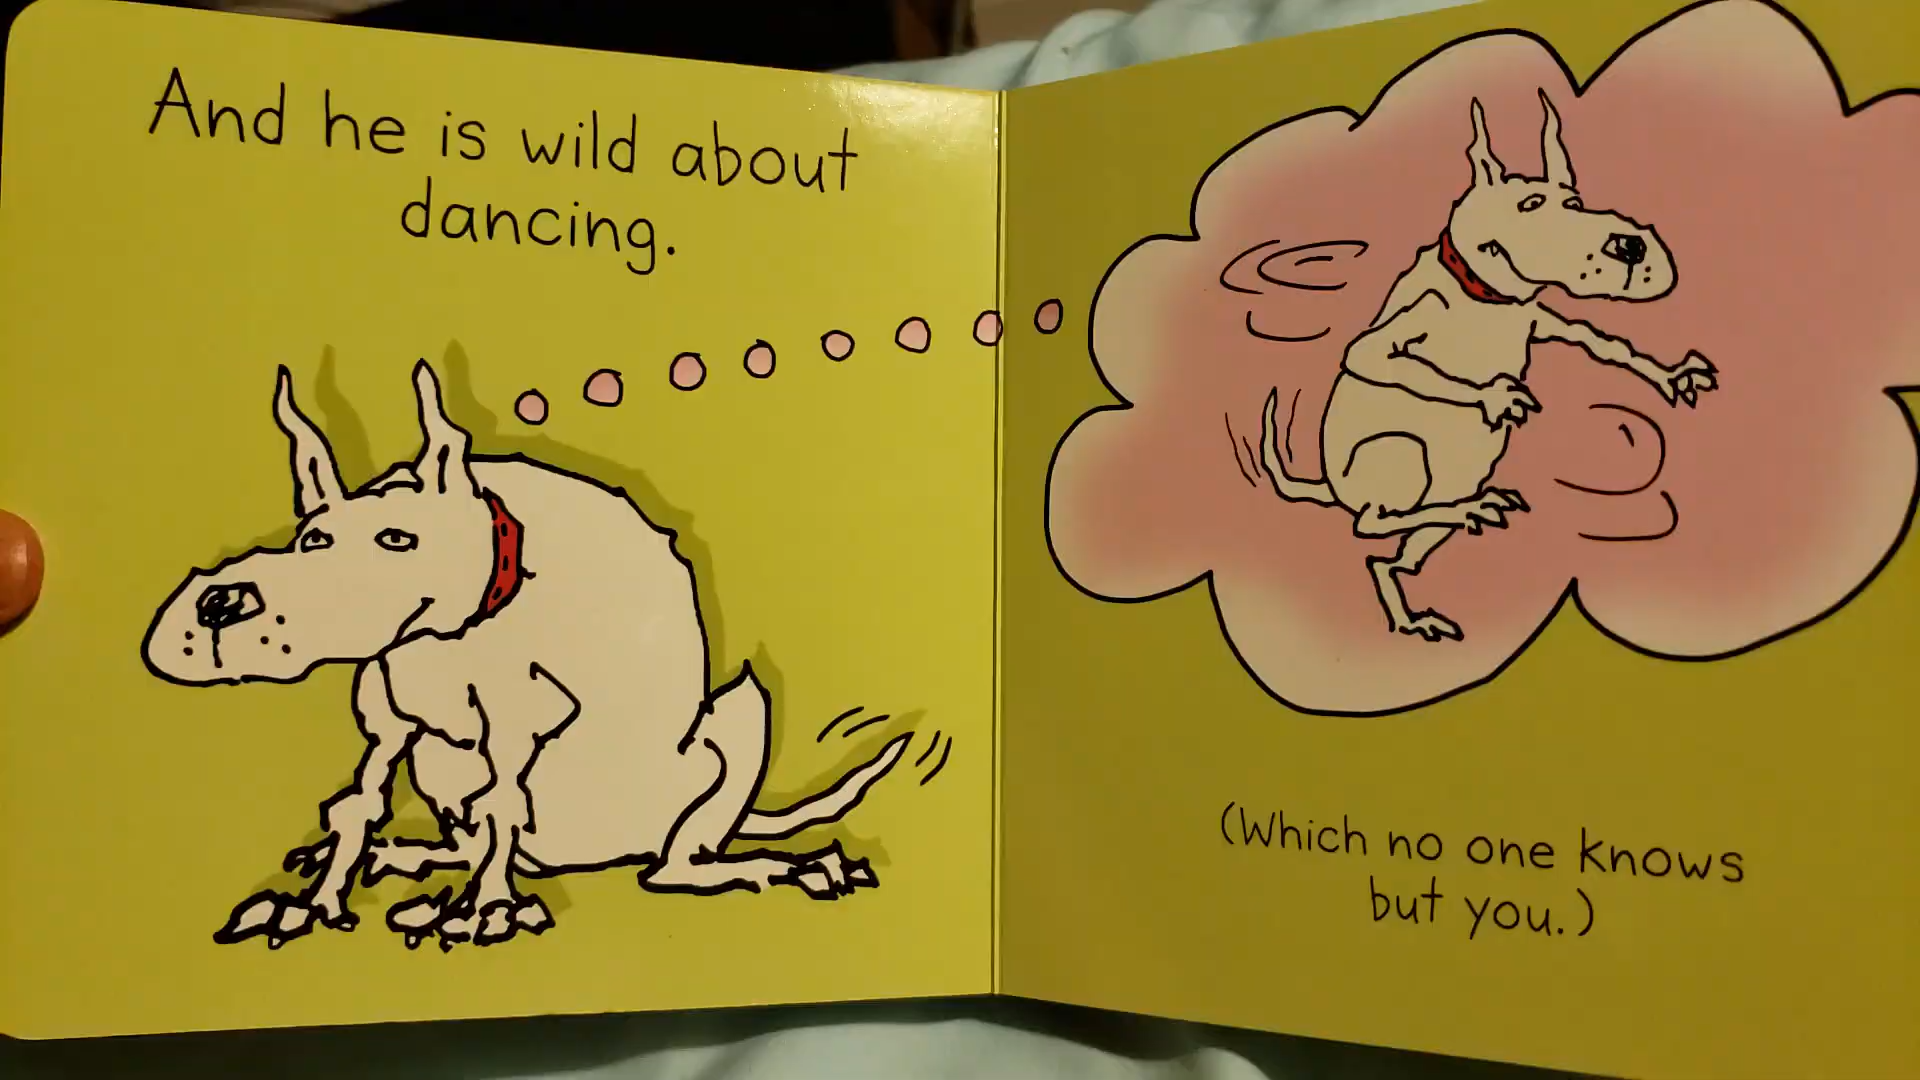 And he is wild about
dancing.
(Which no one knows
but you.)